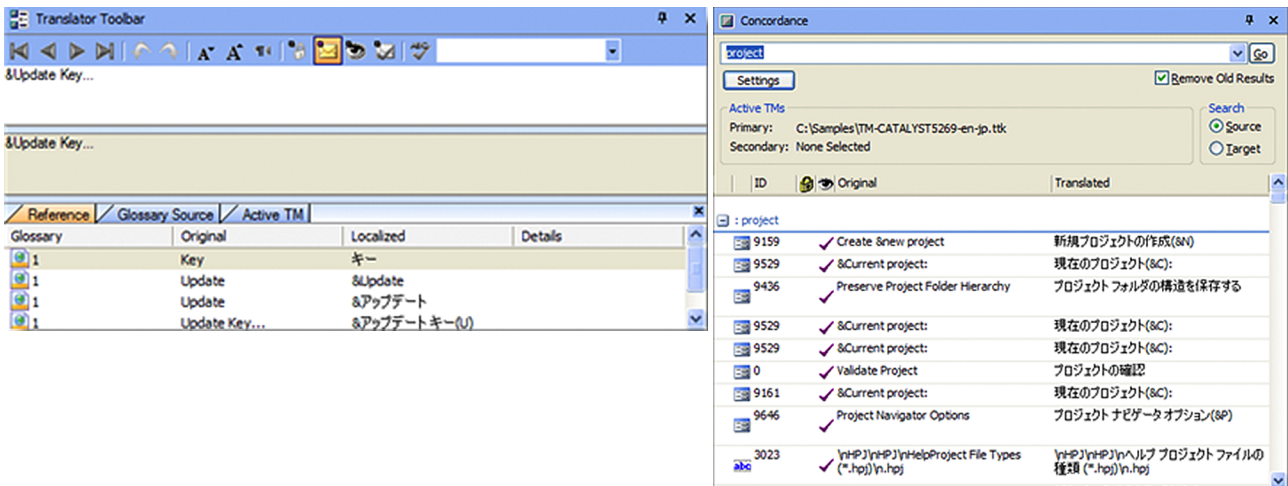 Translator Toolbar
&Update Key...
&Update Key...
Reference Glossary Source Active TM
Glossary Original Localized Details
1 Key キー
1 Update &Update
1 Update &アップデート
1 Update Key... &アップデートキー(U)
Concordance
project Go
Settings Remove Old Results
Active TMs Search
Primary: C:\Samples\TM-CATALYST5269-en-jp.ttk Source
Secondary: None Selected Target
ID Original Translated
: project
9159 Create &new project 新規プロジェクトの作成(&N)
9529 &Current project: 現在のプロジェクト(&C):
9436 Preserve Project Folder Hierarchy プロジェクト フォルダの構造を保存する
9529 &Current project: 現在のプロジェクト(&C):
9529 &Current project: 現在のプロジェクト(&C):
0 Validate Project プロジェクトの確認
9161 &Current project: 現在のプロジェクト(&C):
9646 Project Navigator Options プロジェクト ナビゲータ オプション(&P)
3023 \nHPJ\nHPJ\nHelpProject File Types \nHPJ\nHPJ\nヘルプ プロジェクト ファイルの
abc (*.hpj)\n.hpj 種類 (*.hpj)\n.hpj